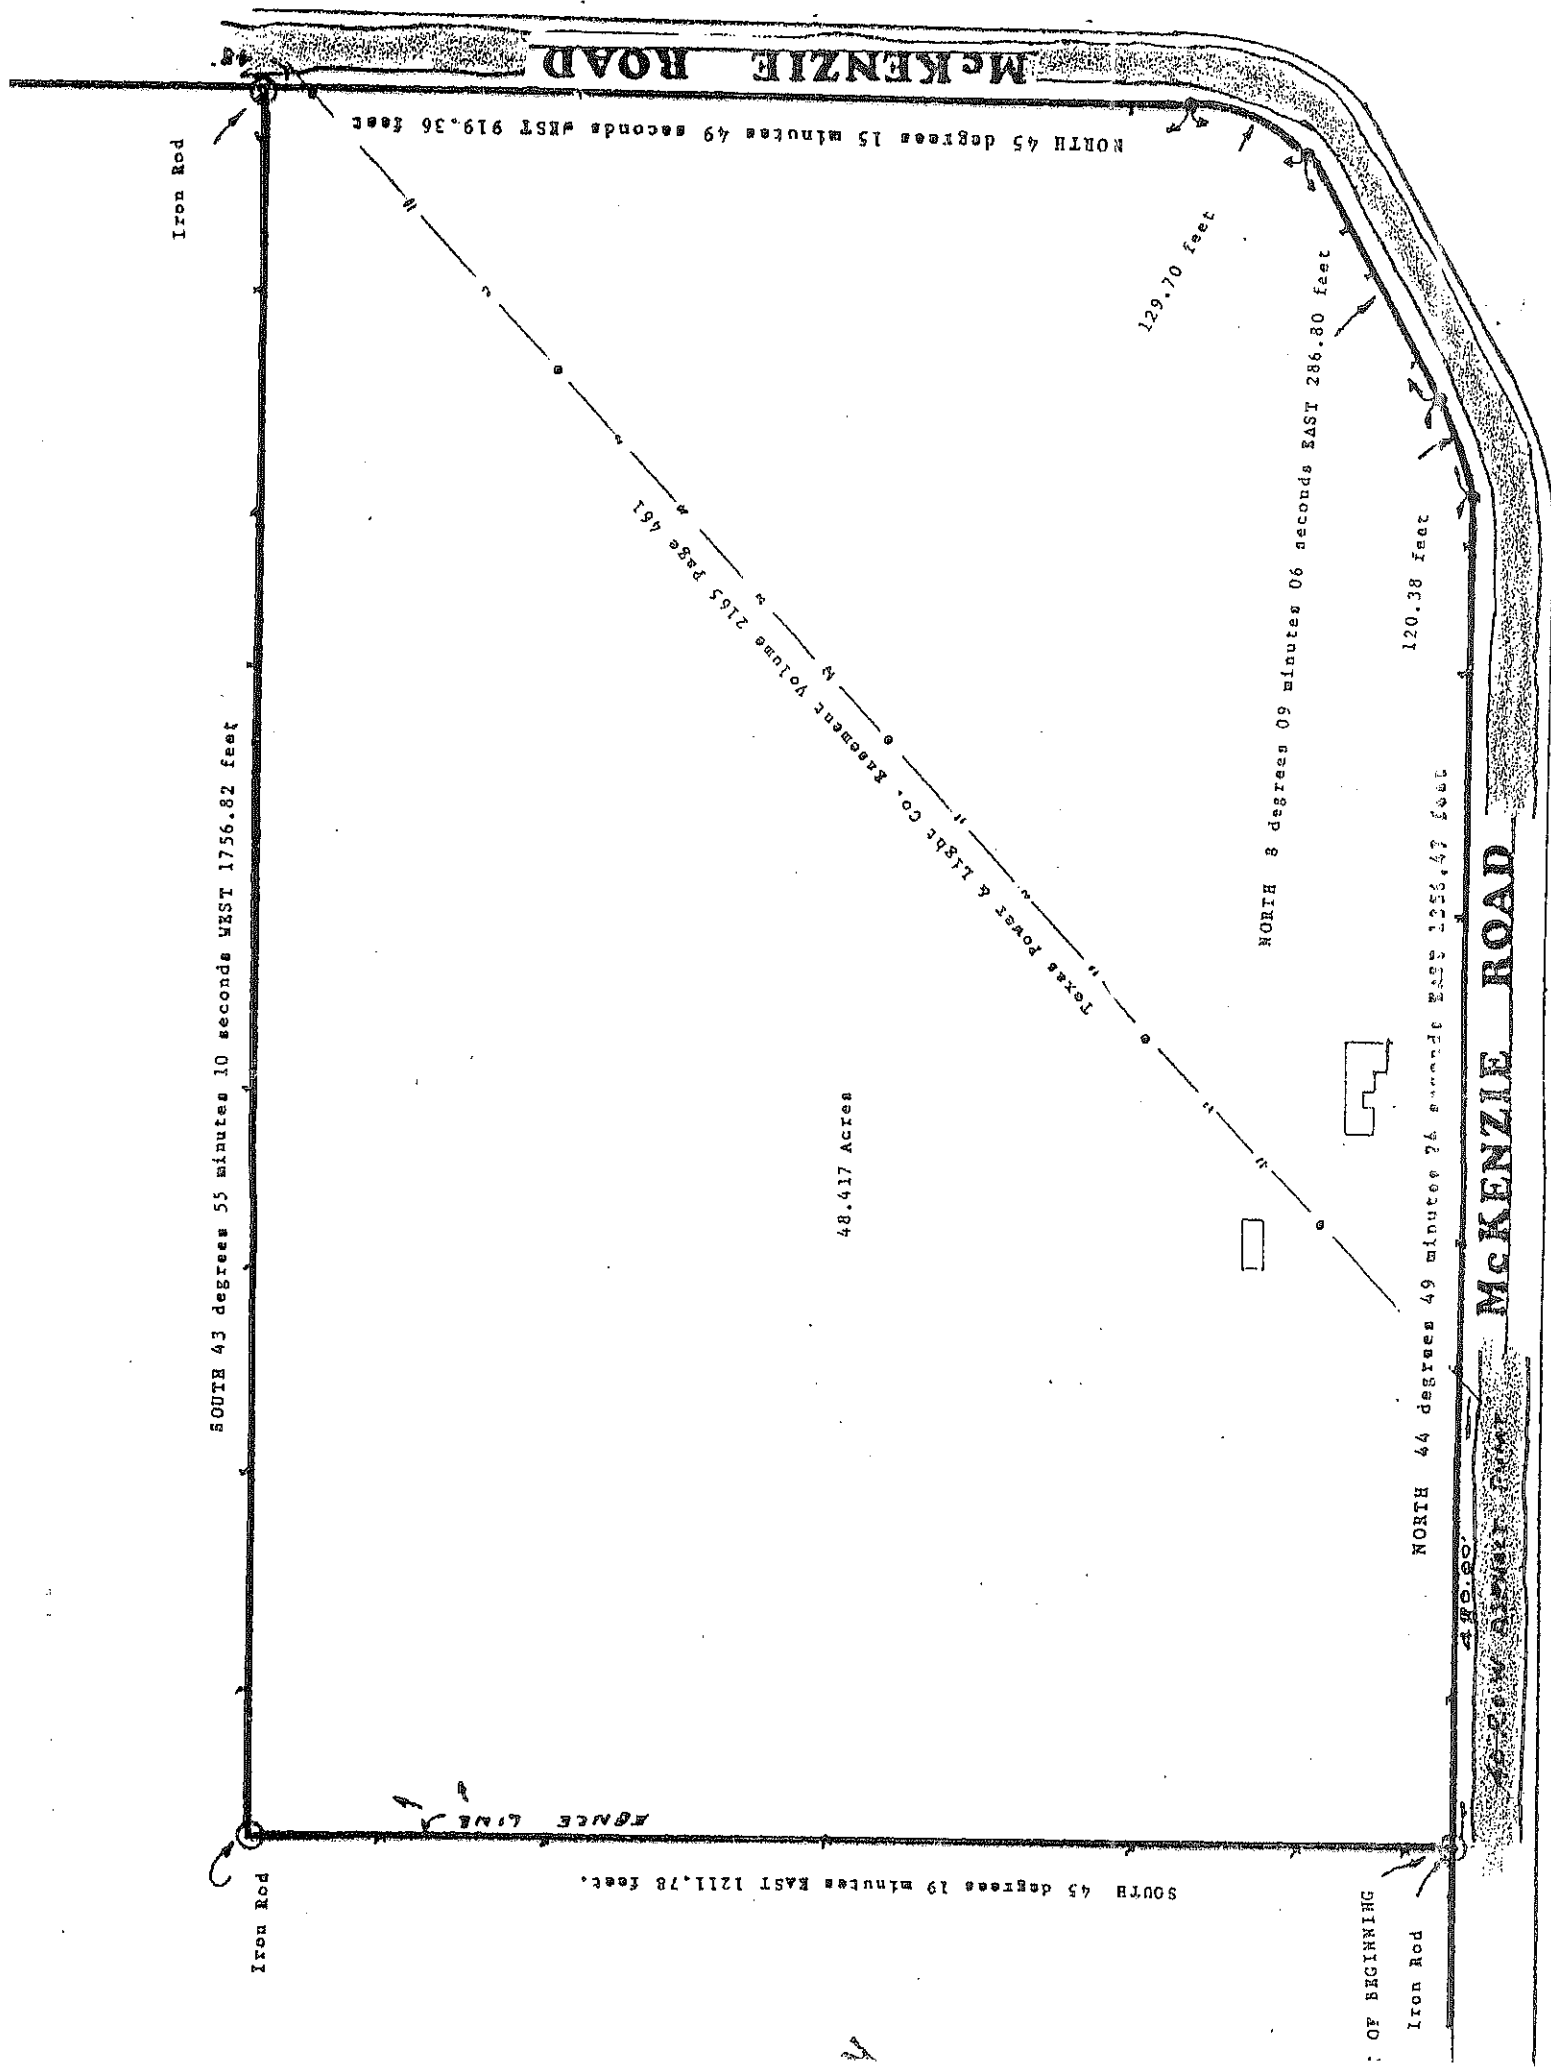 McKENZIE ROAD
45'
Iron Rod
NORTH 45 degrees 15 minutes 49 seconds WEST 919.36 feet
129.70 feet
NORTH 8 degrees 09 minutes 06 seconds EAST 286.80 feet
120.38 feet
SOUTH 43 degrees 55 minutes 10 seconds WEST 1756.82 feet
Texas Power & Light Co. Easement Volume 2165 Page 461
48.417 Acres
NORTH 44 degrees 49 minutes seconds EAST feet
McKENZIE ROAD
FENCE LINE
SOUTH 45 degrees 19 minutes EAST 1211.78 feet.
Iron Rod
OF BEGINNING
Iron Rod